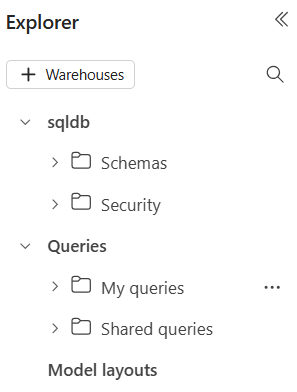 Explorer
Warehouses
sqldb
Schemas
Security
Queries
My queries
Shared queries
Model layouts